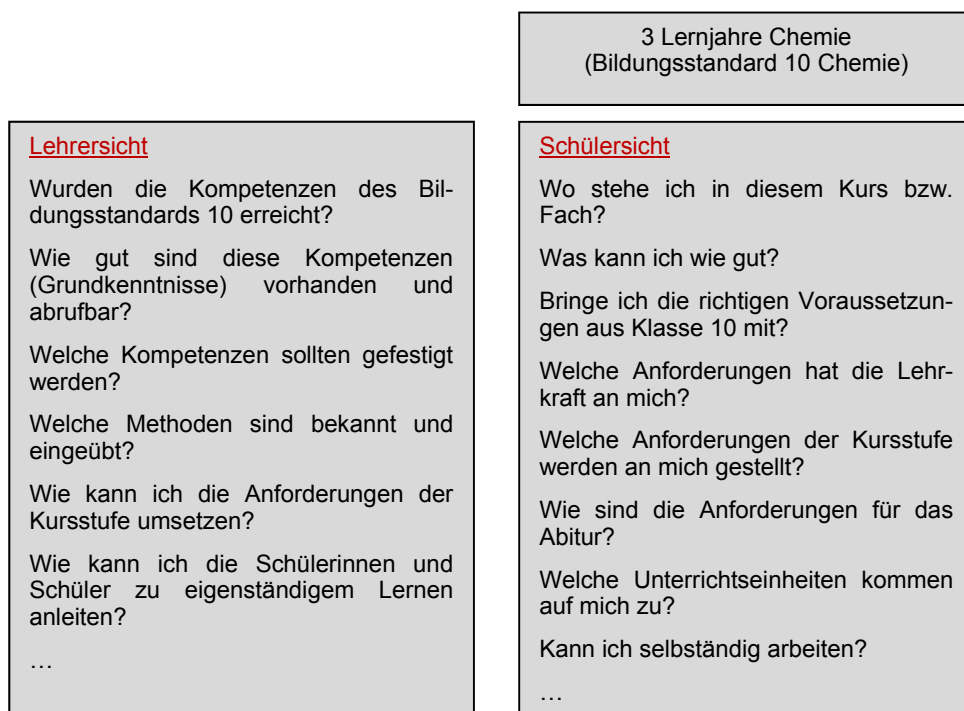 3 Lernjahre Chemie
(Bildungsstandard 10 Chemie)
Lehrersicht
Wurden die Kompetenzen des Bil-
dungsstandards 10 erreicht?
Wie gut sind diese Kompetenzen
(Grundkenntnisse) vorhanden und
abrufbar?
Welche Kompetenzen sollten gefestigt
werden?
Welche Methoden sind bekannt und
eingeübt?
Wie kann ich die Anforderungen der
Kursstufe umsetzen?
Wie kann ich die Schülerinnen und
Schüler zu eigenständigem Lernen
anleiten?
…
Schülersicht
Wo stehe ich in diesem Kurs bzw.
Fach?
Was kann ich wie gut?
Bringe ich die richtigen Voraussetzun-
gen aus Klasse 10 mit?
Welche Anforderungen hat die Lehr-
kraft an mich?
Welche Anforderungen der Kursstufe
werden an mich gestellt?
Wie sind die Anforderungen für das
Abitur?
Welche Unterrichtseinheiten kommen
auf mich zu?
Kann ich selbständig arbeiten?
…